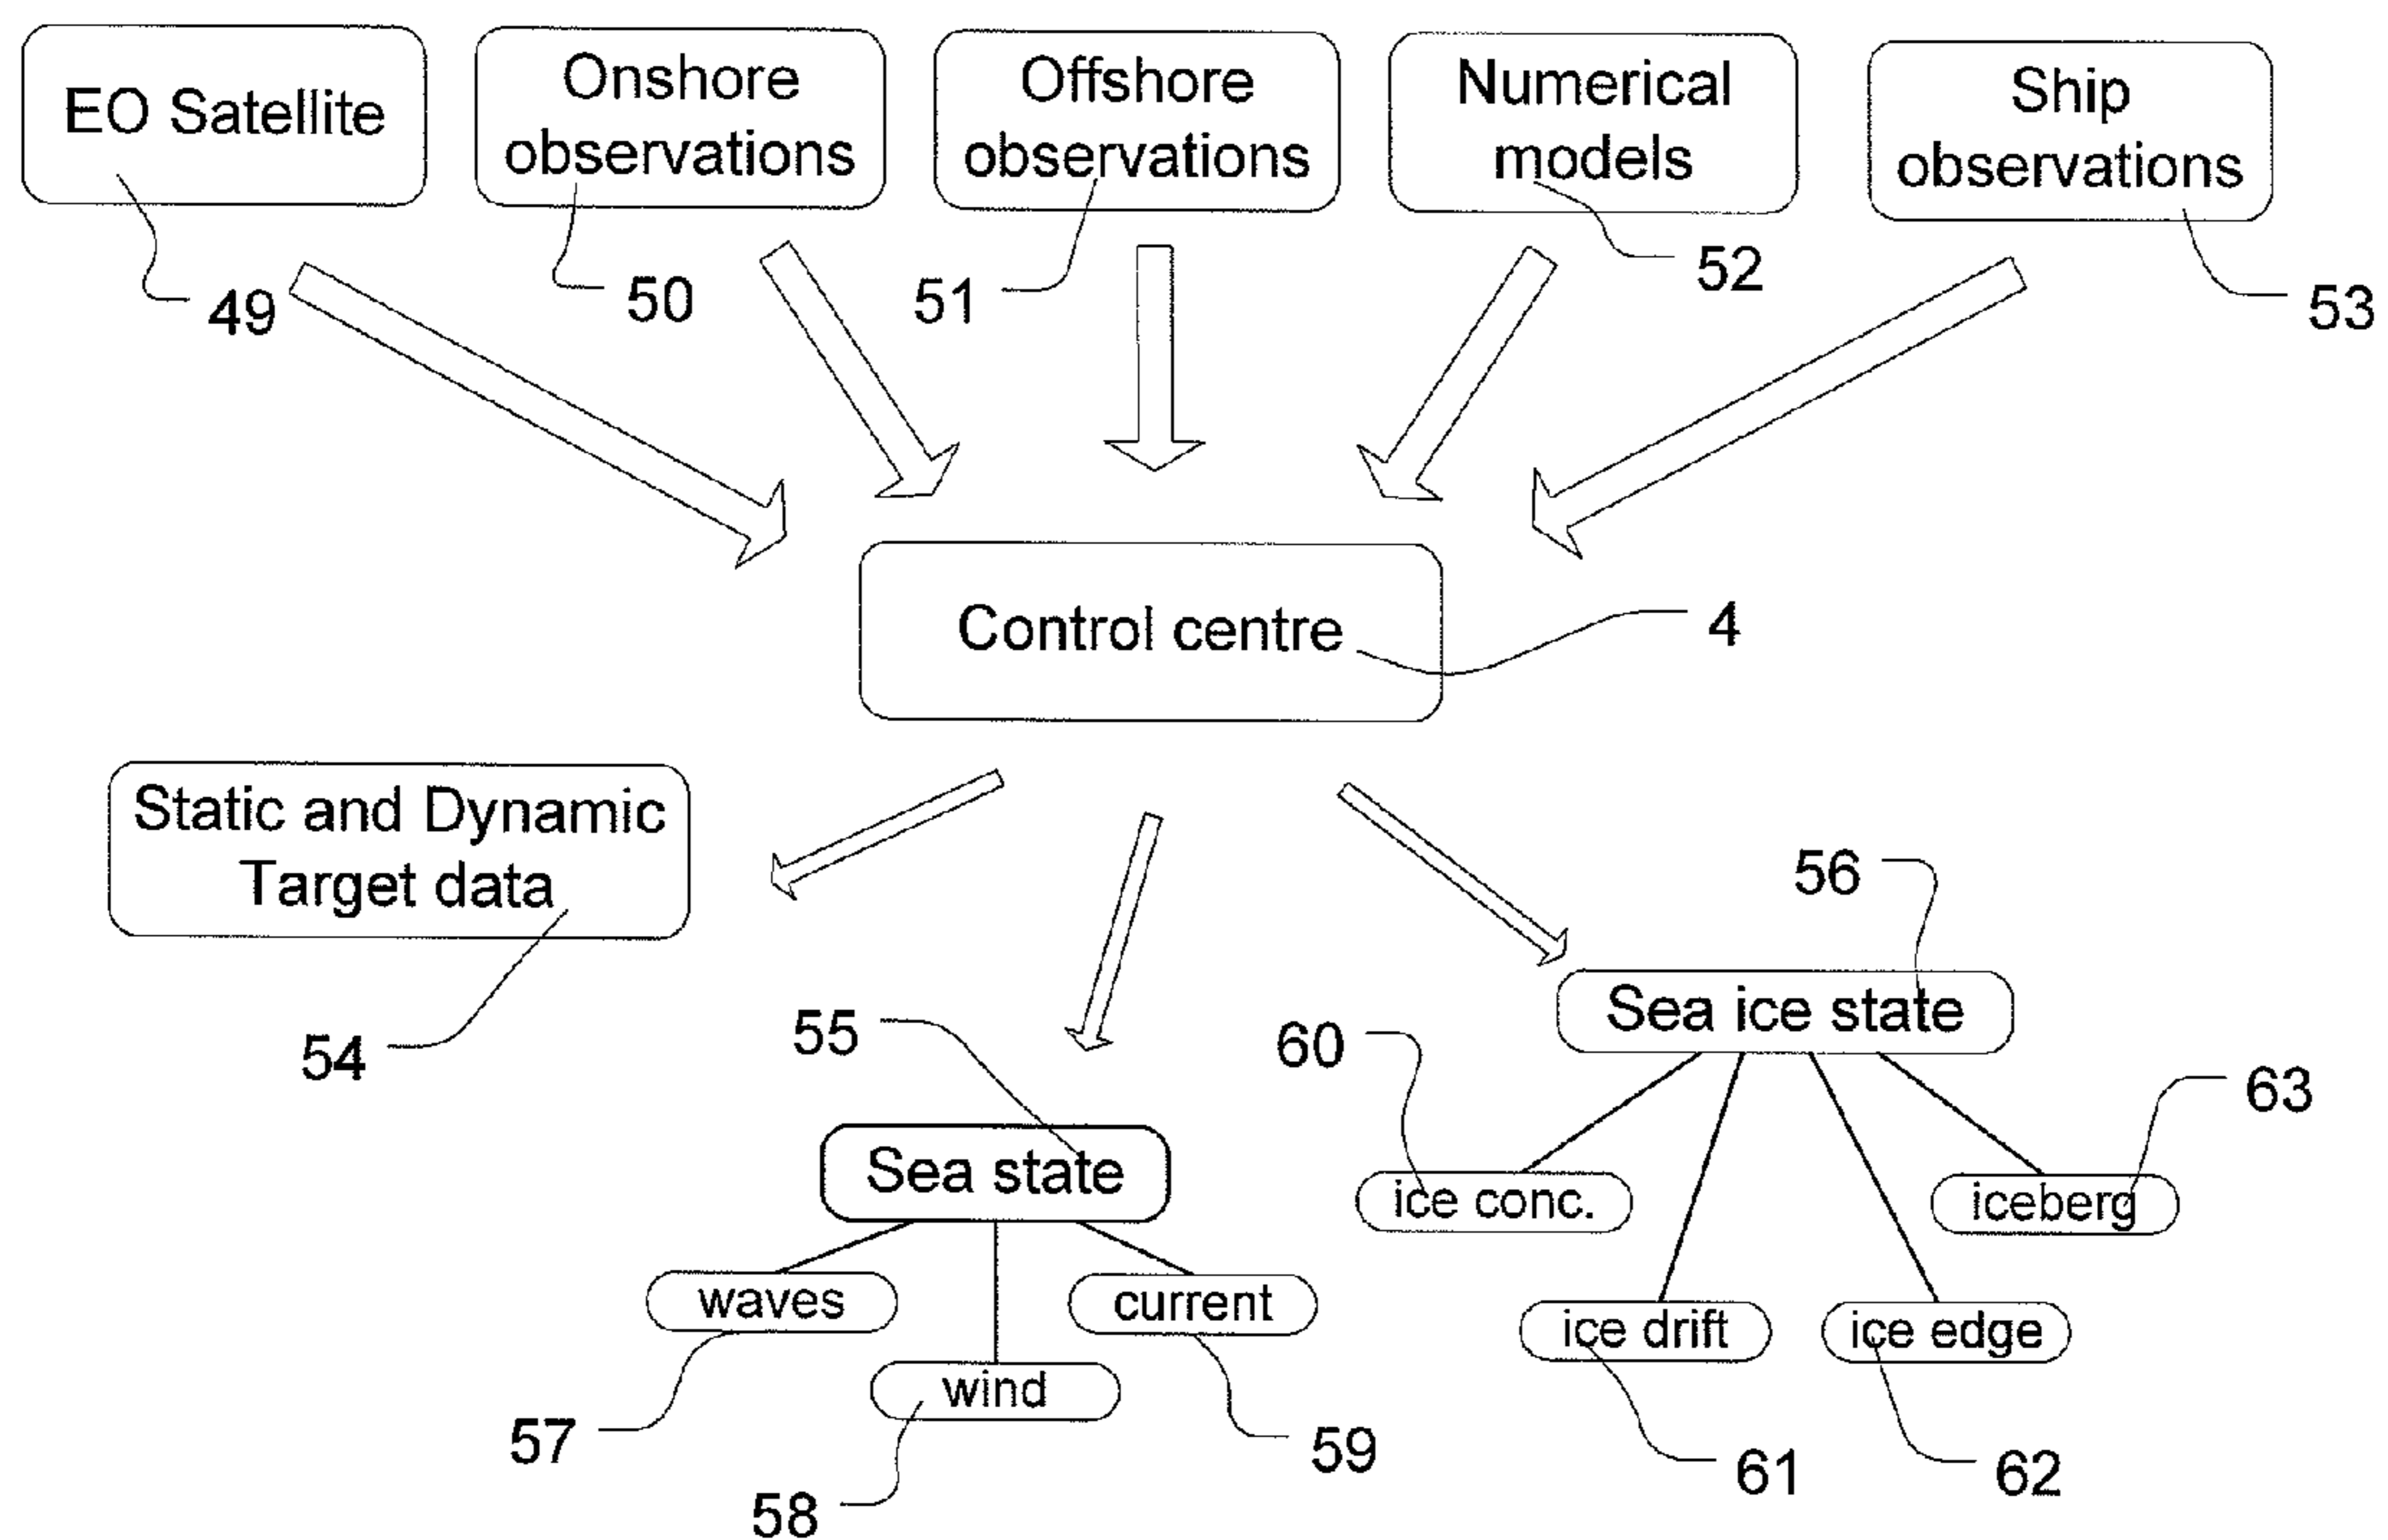 EO Satellite
Onshore
observations
Offshore
observations
Numerical
models
Ship
observations
49
50
51
52
53
Control centre
4
Static and Dynamic
Target data
54
55
56
Sea state
Sea ice state
60
63
waves
wind
current
ice conc.
ice drift
ice edge
iceberg
57
58
59
61
62